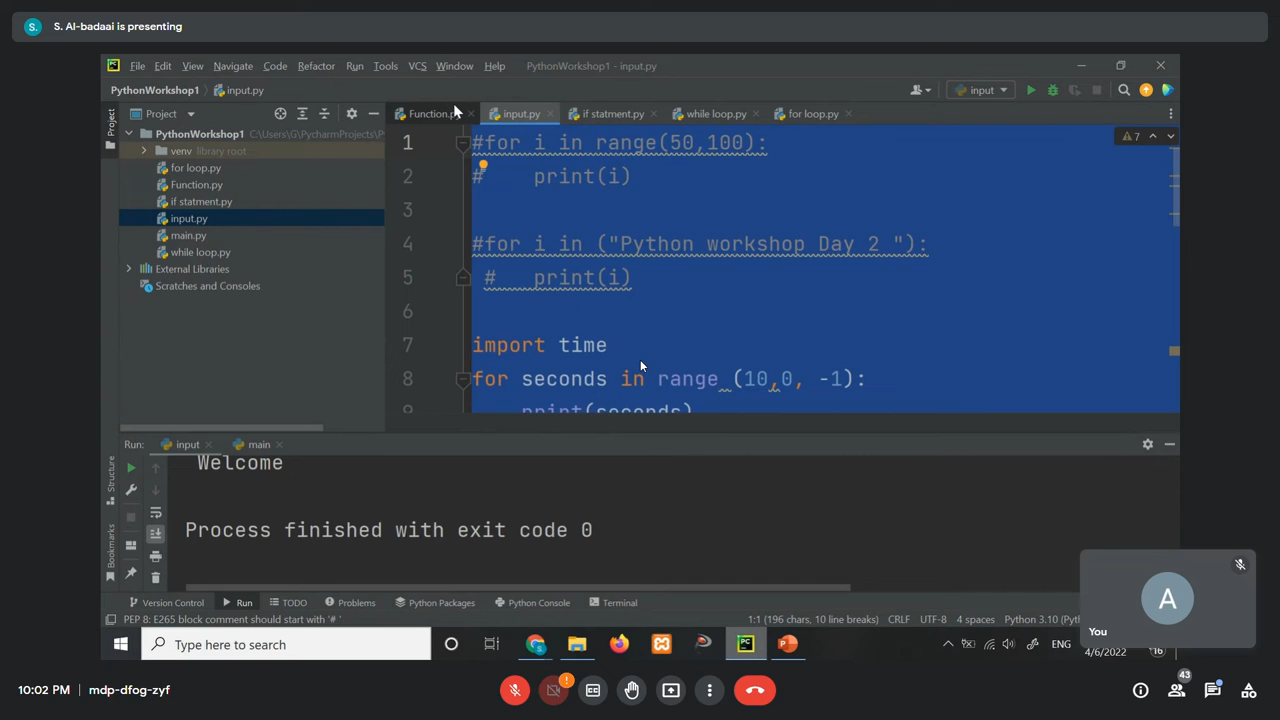 S. S. Al-badaai is presenting
PC File Edit View Navigate Code Refactor Run Tools VCS Window Help PythonWorkshop1 - input.py
PythonWorkshop1 input.py input
Project Function.py input.py if statment.py while loop.py for loop.py
Project
PythonWorkshop1 C:\Users\G\PycharmProjects\P
venv library root
for loop.py
Function.py
if statment.py
input.py
main.py
while loop.py
External Libraries
Scratches and Consoles
7
1 #for i in range(50,100):
2 # print(i)
3
4 #for i in ("Python workshop Day 2 "):
5 # print(i)
6
7 import time
8 for seconds in range (10,0, -1):
9 print(seconds)
Run: input main
Welcome
Process finished with exit code 0
Structure
Bookmarks
Version Control Run TODO Problems Python Packages Python Console Terminal
PEP 8: E265 block comment should start with '# ' 1:1 (196 chars, 10 line breaks) CRLF UTF-8 4 spaces Python 3.10
A
You
Type here to search PC ENG
4/6/2022 16
10:02 PM mdp-dfog-zyf
CC
43